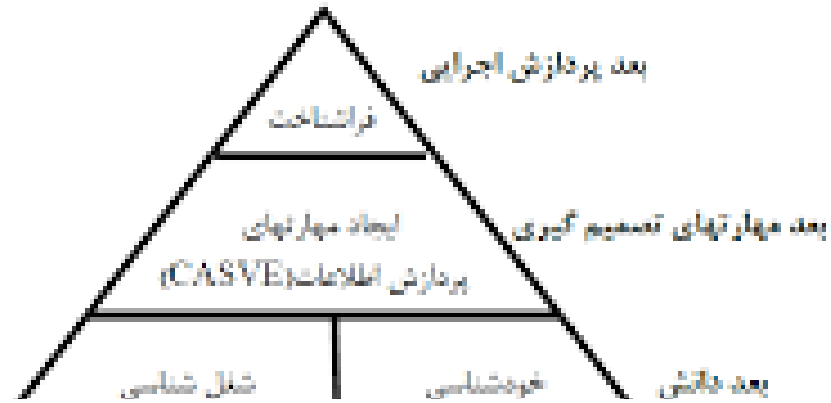 بعد پردازش اجرایی
فراشناخت
ایجاد مهارتهای
پردازش اطلاعات(CASVE)
بعد مهارتهای تصمیم گیری
خودشناسی
شغل شناسی
بعد دانش